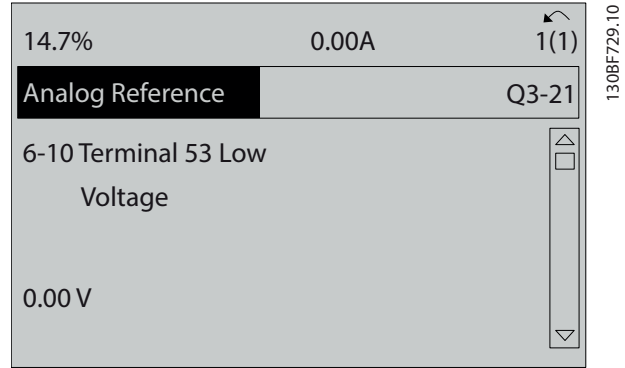 14.7% 0.00A 1(1)
Analog Reference Q3-21
6-10 Terminal 53 Low
Voltage
0.00 V
130BF729.10